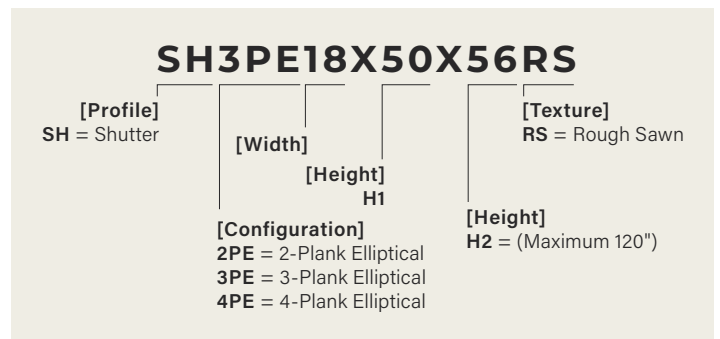 SH3PE18X50X56RS
[Profile]
SH = Shutter
[Width]
[Height]
H1
[Configuration]
2PE = 2-Plank Elliptical
3PE = 3-Plank Elliptical
4PE = 4-Plank Elliptical
[Height]
H2 = (Maximum 120")
[Texture]
RS = Rough Sawn